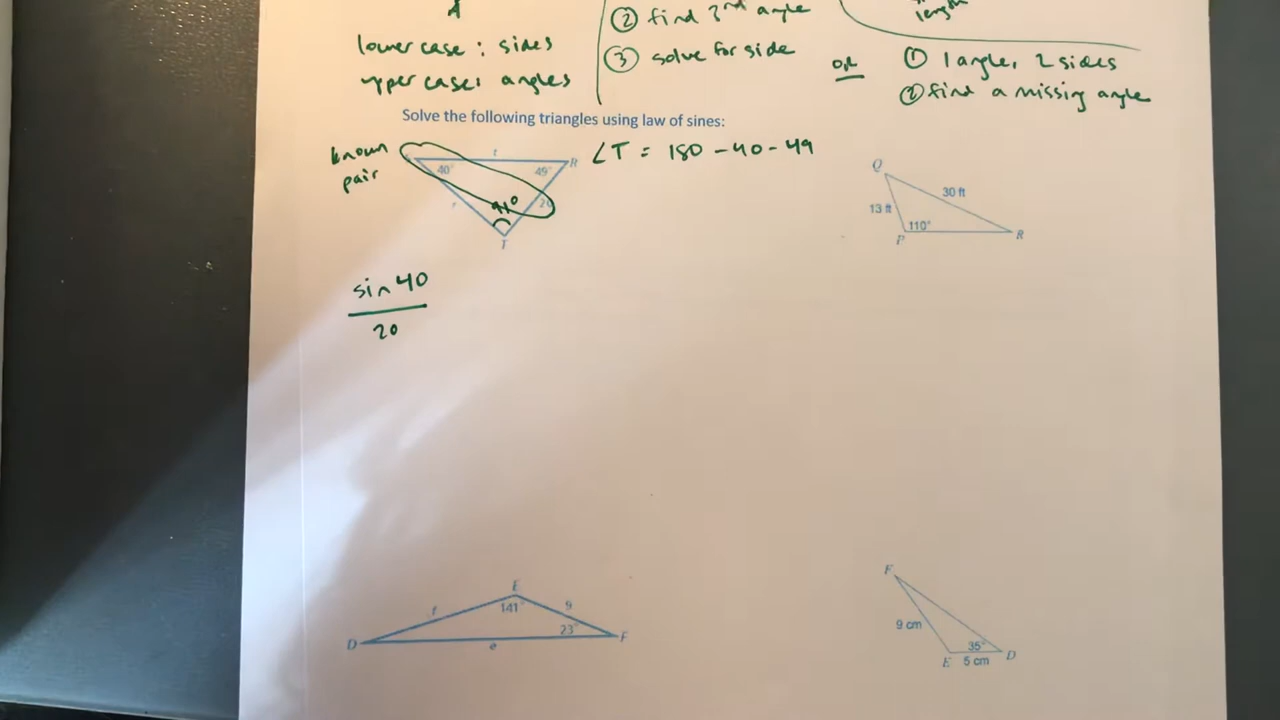 A
lower case : sides
upper case: angles
② find 3rd angle
③ solve for side
length
OR
① 1 angle, 2 sides
② find a missing angle
Solve the following triangles using law of sines:
known
pair
t
40°
49°
R
r
91°
T
∠T = 180 - 40 - 49
Q
30 ft
13 ft
110°
P
R
sin 40
20
E
f
141°
9
23°
D
e
F
F
9 cm
35°
E 5 cm D